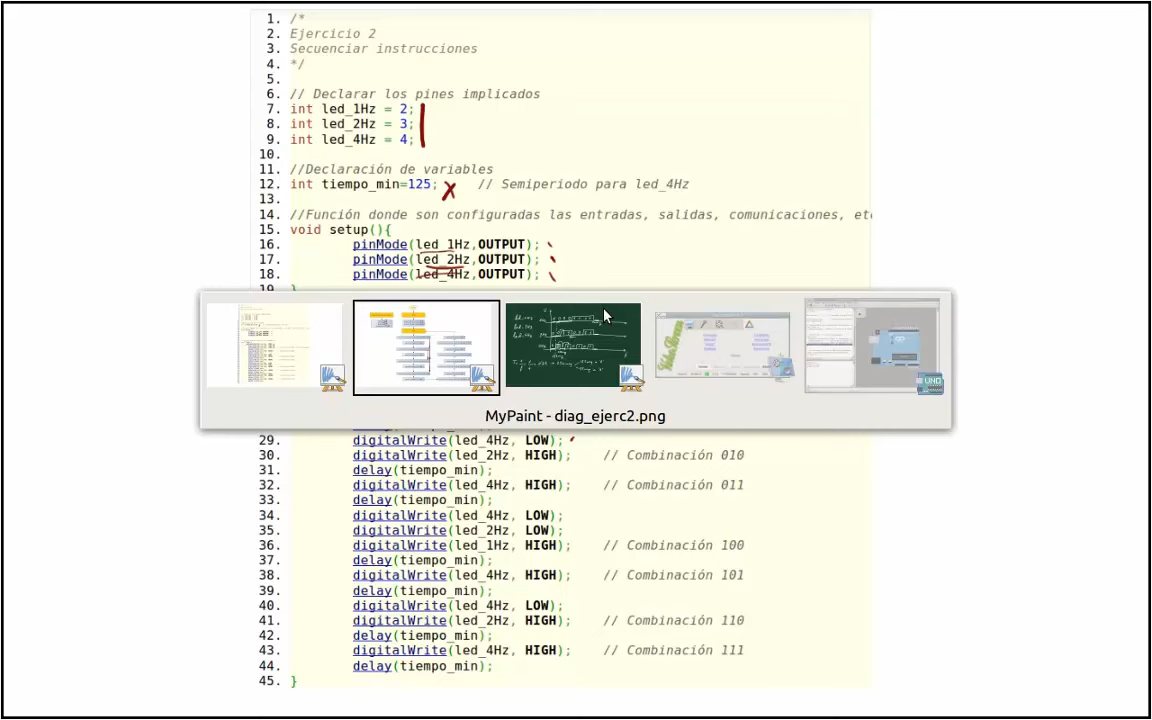 1. /*
2. Ejercicio 2
3. Secuenciar instrucciones
4. */
5.
6. // Declarar los pines implicados
7. int led_1Hz = 2;
8. int led_2Hz = 3;
9. int led_4Hz = 4;
10.
11. //Declaración de variables
12. int tiempo_min=125; // Semiperiodo para led_4Hz
13.
14. //Función donde son configuradas las entradas, salidas, comunicaciones, etc
15. void setup(){
16. pinMode(led_1Hz,OUTPUT);
17. pinMode(led_2Hz,OUTPUT);
18. pinMode(led_4Hz,OUTPUT);
19. }
UNO
MyPaint - diag_ejerc2.png
29. digitalWrite(led_4Hz, LOW);
30. digitalWrite(led_2Hz, HIGH); // Combinación 010
31. delay(tiempo_min);
32. digitalWrite(led_4Hz, HIGH); // Combinación 011
33. delay(tiempo_min);
34. digitalWrite(led_4Hz, LOW);
35. digitalWrite(led_2Hz, LOW);
36. digitalWrite(led_1Hz, HIGH); // Combinación 100
37. delay(tiempo_min);
38. digitalWrite(led_4Hz, HIGH); // Combinación 101
39. delay(tiempo_min);
40. digitalWrite(led_4Hz, LOW);
41. digitalWrite(led_2Hz, HIGH); // Combinación 110
42. delay(tiempo_min);
43. digitalWrite(led_4Hz, HIGH); // Combinación 111
44. delay(tiempo_min);
45. }